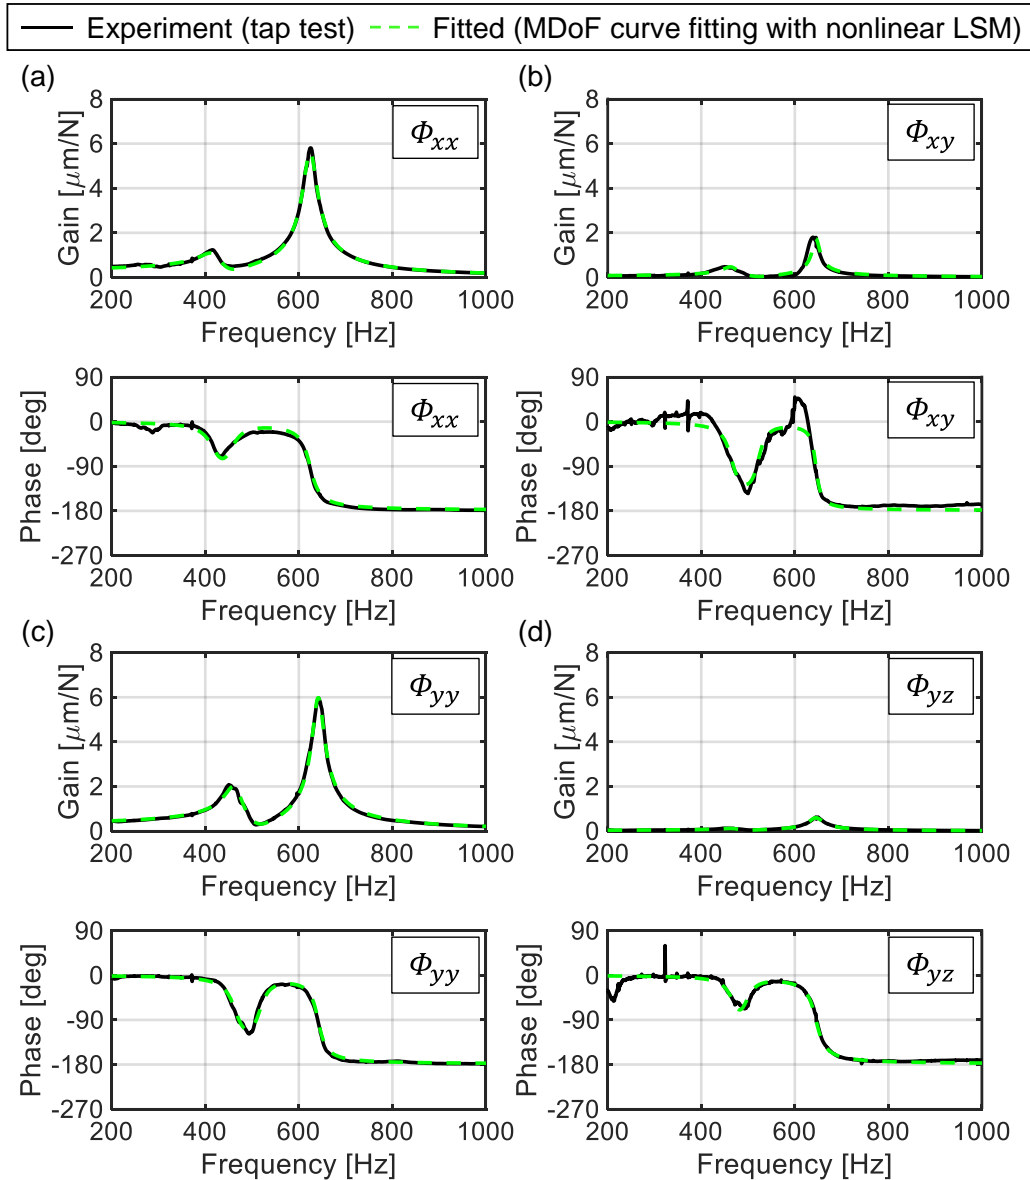 Experiment (tap test) Fitted (MDoF curve fitting with nonlinear LSM)
(a) (b)
8 8
Φxx Φxy
6 6
4 4
2 2
0 0
Gain [μm/N] Gain [μm/N]
200 400 600 800 1000 200 400 600 800 1000
Frequency [Hz] Frequency [Hz]
90 90
Φxx Φxy
0 0
-90 -90
-180 -180
-270 -270
Phase [deg] Phase [deg]
200 400 600 800 1000 200 400 600 800 1000
Frequency [Hz] Frequency [Hz]
(c) (d)
8 8
Φyy Φyz
6 6
4 4
2 2
0 0
Gain [μm/N] Gain [μm/N]
200 400 600 800 1000 200 400 600 800 1000
Frequency [Hz] Frequency [Hz]
90 90
Φyy Φyz
0 0
-90 -90
-180 -180
-270 -270
Phase [deg] Phase [deg]
200 400 600 800 1000 200 400 600 800 1000
Frequency [Hz] Frequency [Hz]